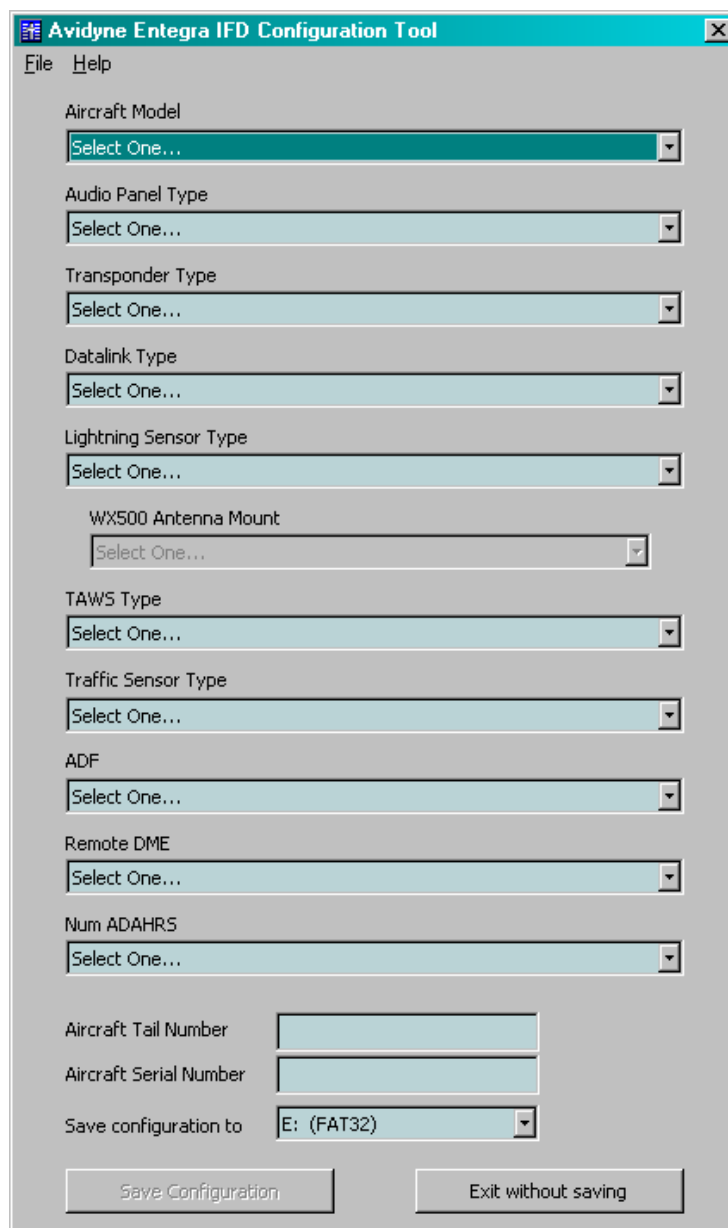 Avidyne Entegra IFD Configuration Tool
File Help
Aircraft Model
Select One...
Audio Panel Type
Select One...
Transponder Type
Select One...
Datalink Type
Select One...
Lightning Sensor Type
Select One...
WX500 Antenna Mount
Select One...
TAWS Type
Select One...
Traffic Sensor Type
Select One...
ADF
Select One...
Remote DME
Select One...
Num ADAHRS
Select One...
Aircraft Tail Number
Aircraft Serial Number
Save configuration to E: (FAT32)
Save Configuration Exit without saving